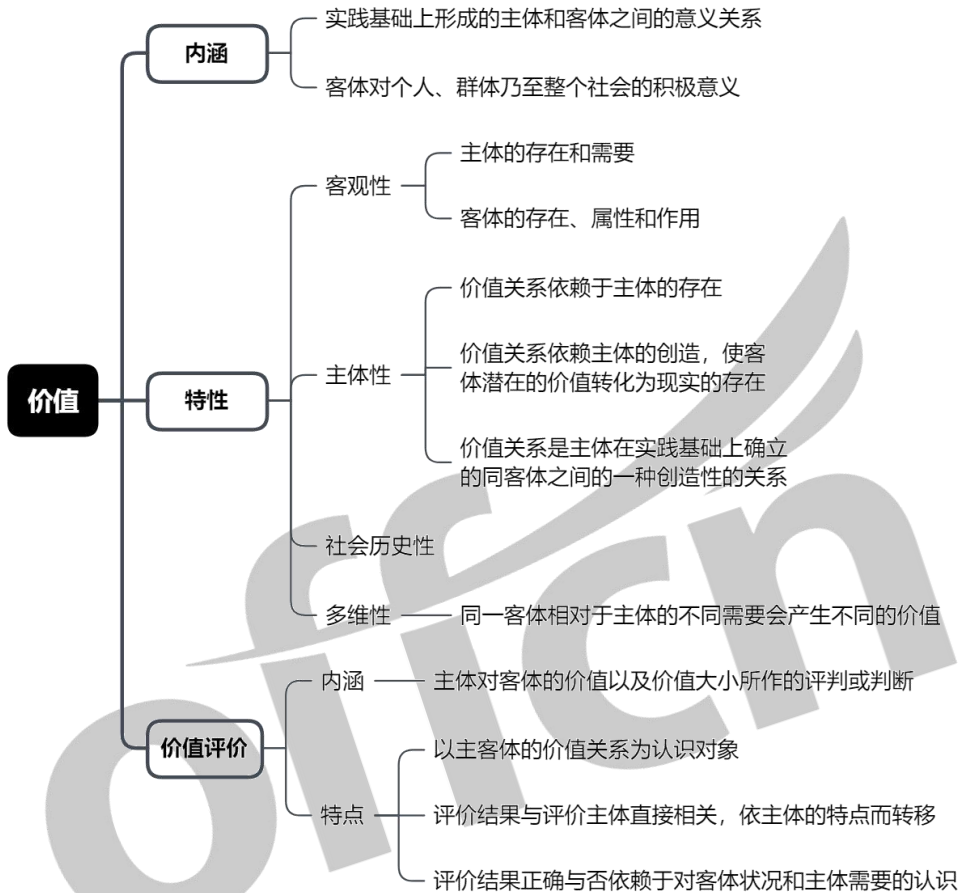 价值
内涵
实践基础上形成的主体和客体之间的意义关系
客体对个人、群体乃至整个社会的积极意义
特性
客观性
主体的存在和需要
客体的存在、属性和作用
主体性
价值关系依赖于主体的存在
价值关系依赖主体的创造，使客
体潜在的价值转化为现实的存在
价值关系是主体在实践基础上确立
的同客体之间的一种创造性的关系
社会历史性
多维性
同一客体相对于主体的不同需要会产生不同的价值
价值评价
内涵
主体对客体的价值以及价值大小所作的评判或判断
特点
以主客体的价值关系为认识对象
评价结果与评价主体直接相关，依主体的特点而转移
评价结果正确与否依赖于对客体状况和主体需要的认识
offcn